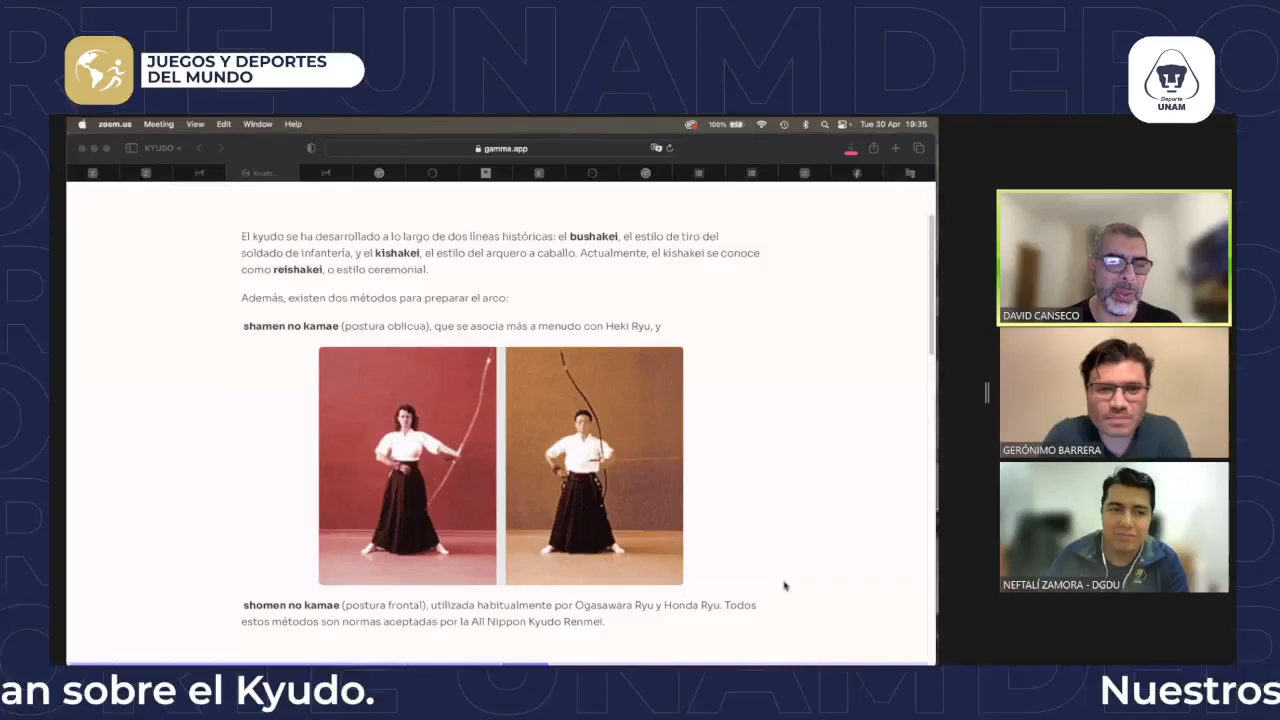 JUEGOS Y DEPORTES
DEL MUNDO
Deporte
UNAM
zoom.us Meeting View Edit Window Help
100% Tue 30 Apr 19:35
KYUDO
gamma.app
Kyudo...
El kyudo se ha desarrollado a lo largo de dos líneas históricas: el bushakei, el estilo de tiro del
soldado de infantería, y el kishakei, el estilo del arquero a caballo. Actualmente, el kishakei se conoce
como reishakei, o estilo ceremonial.
Además, existen dos métodos para preparar el arco:
shamen no kamae (postura oblicua), que se asocia más a menudo con Heki Ryu, y
shomen no kamae (postura frontal), utilizada habitualmente por Ogasawara Ryu y Honda Ryu. Todos
estos métodos son normas aceptadas por la All Nippon Kyudo Renmei.
DAVID CANSECO
GERÓNIMO BARRERA
NEFTALÍ ZAMORA - DGDU
an sobre el Kyudo.
Nuestros